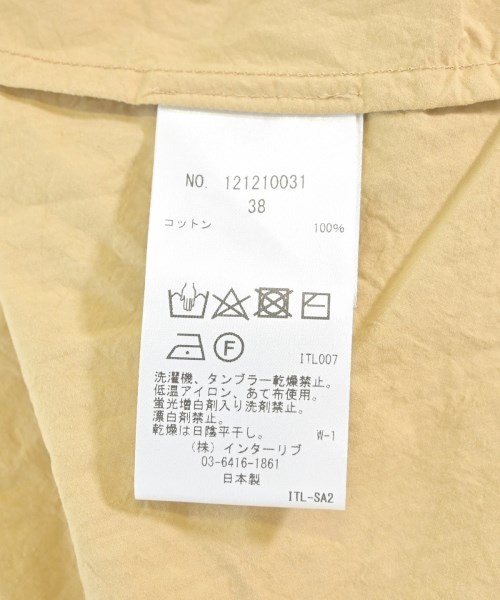 NO. 121210031
38
コットン 100%
F
ITL007
洗濯機、タンブラー乾燥禁止。
低温アイロン、あて布使用。
蛍光増白剤入り洗剤禁止。
漂白剤禁止。
乾燥は日陰平干し。 W-1
(株) インターリブ
03-6416-1861
日本製
ITL-SA2